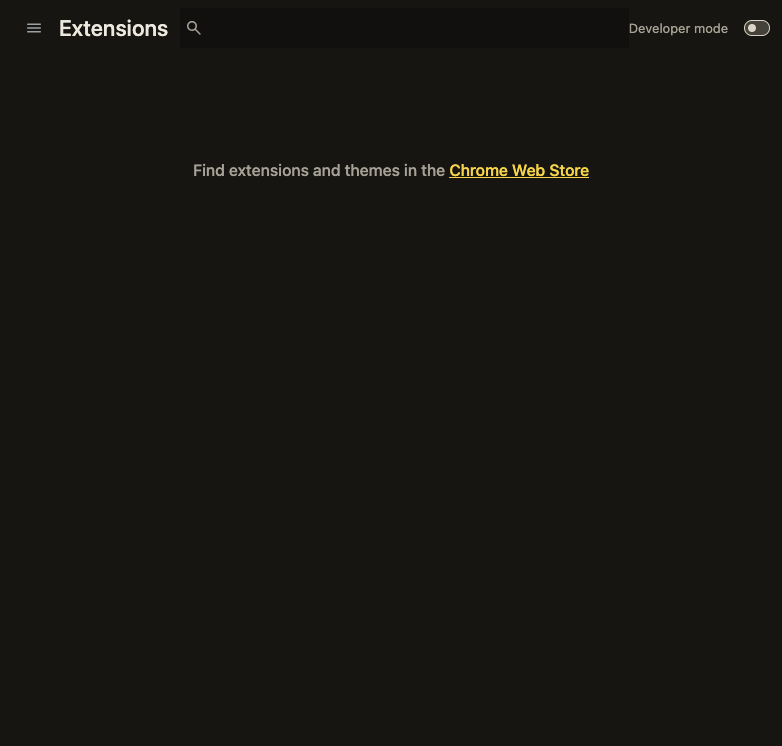 Extensions
Developer mode
Find extensions and themes in the Chrome Web Store